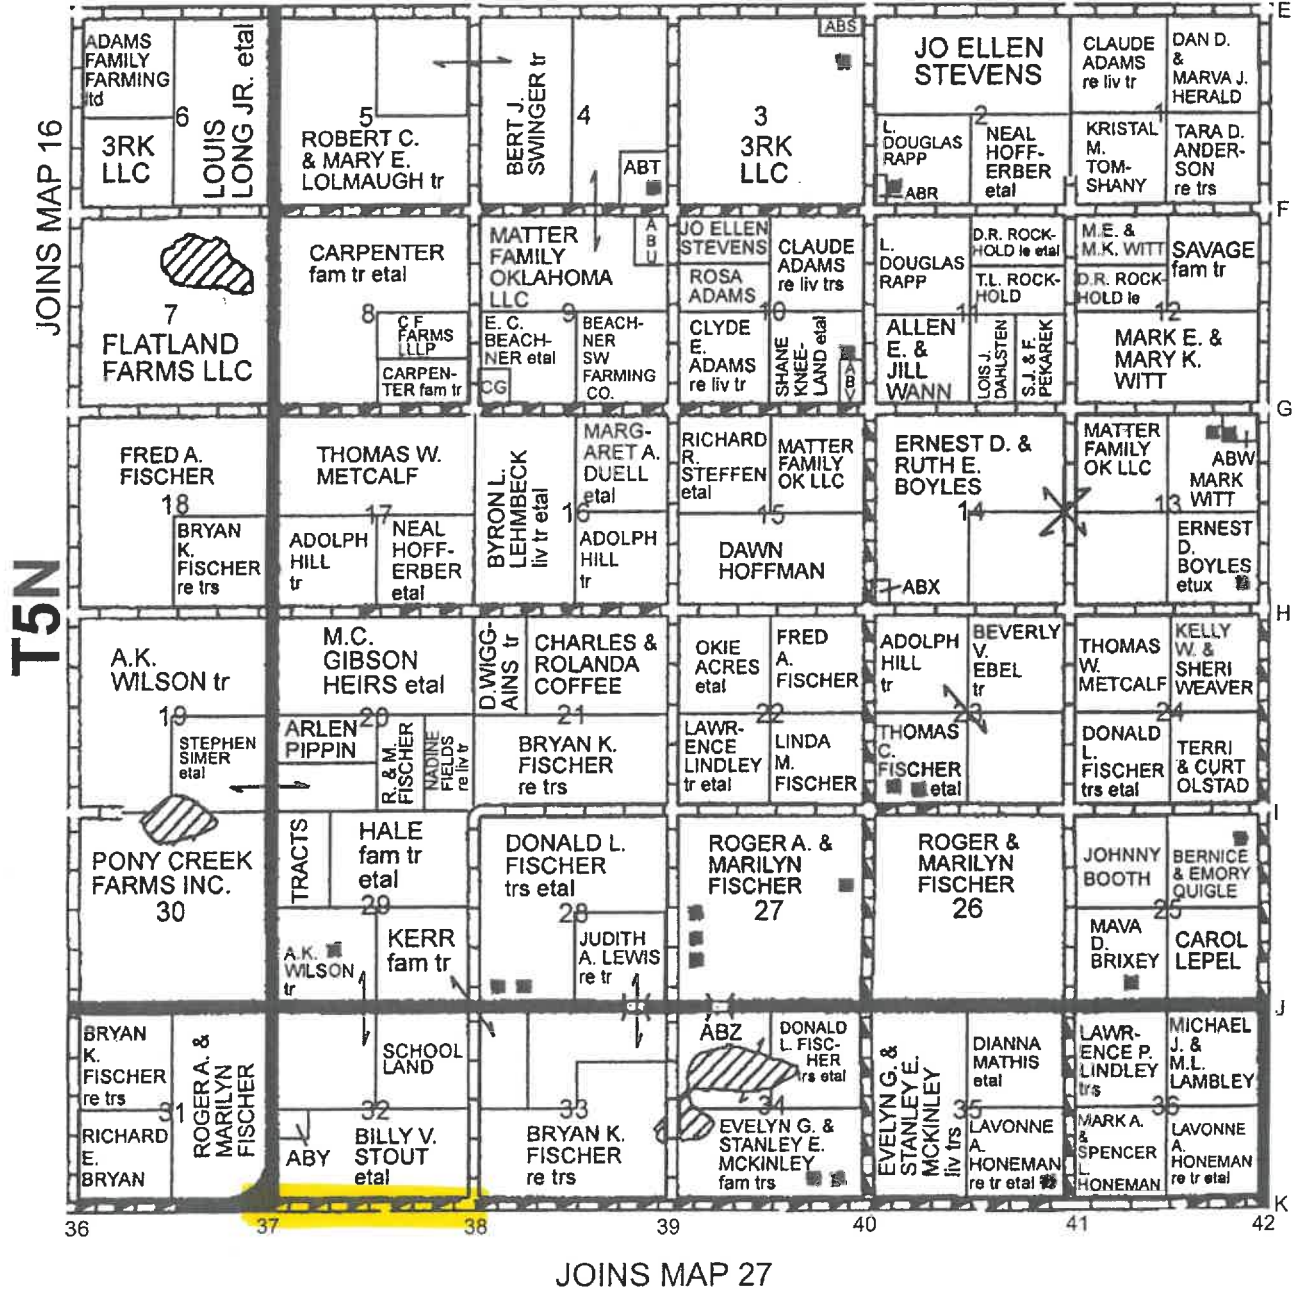 E
ADAMS
FAMILY
FARMING
ltd
6
LOUIS
LONG JR. etal
3RK
LLC
5
ROBERT C.
& MARY E.
LOLMAUGH tr
BERT J.
SWINGER tr
4
ABT
ABS
3
3RK
LLC
JO ELLEN
STEVENS
2
L.
DOUGLAS
RAPP
ABR
NEAL
HOFF-
ERBER
etal
CLAUDE
ADAMS
re liv tr
DAN D.
&
MARVA J.
HERALD
1
KRISTAL
M.
TOM-
SHANY
TARA D.
ANDER-
SON
re trs
JOINS MAP 16
F
7
FLATLAND
FARMS LLC
CARPENTER
fam tr etal
8
C F
FARMS
LLLP
CARPEN-
TER fam tr
MATTER
FAMILY
OKLAHOMA
LLC
ABU
9
E. C.
BEACH-
NER etal
CG
BEACH-
NER
SW
FARMING
CO.
JO ELLEN
STEVENS
ROSA
ADAMS
CLAUDE
ADAMS
re liv trs
10
CLYDE
E.
ADAMS
re liv tr
SHANE
KNEE-
LAND etal
ABV
L.
DOUGLAS
RAPP
D.R. ROCK-
HOLD le etal
T.L. ROCK-
HOLD
11
ALLEN
E. &
JILL
WANN
LOIS J.
DAHLSTEN
S.J. & F.
PEKAREK
M.E. &
M.K. WITT
D.R. ROCK-
HOLD le
SAVAGE
fam tr
12
MARK E. &
MARY K.
WITT
G
FRED A.
FISCHER
18
BRYAN
K.
FISCHER
re trs
THOMAS W.
METCALF
17
ADOLPH
HILL
tr
NEAL
HOFF-
ERBER
etal
BYRON L.
LEHMBECK
liv tr etal
MARG-
ARET A.
DUELL
etal
16
ADOLPH
HILL
tr
RICHARD
R.
STEFFEN
etal
MATTER
FAMILY
OK LLC
15
DAWN
HOFFMAN
ERNEST D. &
RUTH E.
BOYLES
14
ABX
MATTER
FAMILY
OK LLC
ABW
MARK
WITT
13
ERNEST
D.
BOYLES
etux
T5N
H
A.K.
WILSON tr
19
STEPHEN
SIMER
etal
M.C.
GIBSON
HEIRS etal
20
ARLEN
PIPPIN
R. & M.
FISCHER
NADINE
FIELDS
re liv tr
D.WIGG-
AINS tr
CHARLES &
ROLANDA
COFFEE
21
BRYAN K.
FISCHER
re trs
OKIE
ACRES
etal
FRED
A.
FISCHER
22
LAWR-
ENCE
LINDLEY
tr etal
LINDA
M.
FISCHER
ADOLPH
HILL
tr
BEVERLY
V.
EBEL
tr
23
THOMAS
C.
FISCHER
etal
THOMAS
W.
METCALF
KELLY
W. &
SHERI
WEAVER
24
DONALD
L.
FISCHER
trs etal
TERRI
& CURT
OLSTAD
I
PONY CREEK
FARMS INC.
30
TRACTS
HALE
fam tr
etal
29
A.K.
WILSON
tr
KERR
fam tr
DONALD L.
FISCHER
trs etal
28
JUDITH
A. LEWIS
re tr
ROGER A. &
MARILYN
FISCHER
27
ROGER &
MARILYN
FISCHER
26
JOHNNY
BOOTH
BERNICE
& EMORY
QUIGLE
25
MAVA
D.
BRIXEY
CAROL
LEPEL
J
BRYAN
K.
FISCHER
re trs
31
RICHARD
E.
BRYAN
ROGER A. &
MARILYN
FISCHER
SCHOOL
LAND
32
ABY
BILLY V.
STOUT
etal
33
BRYAN K.
FISCHER
re trs
ABZ
DONALD
L. FISC-
HER
trs etal
34
EVELYN G. &
STANLEY E.
MCKINLEY
fam trs
EVELYN G. &
STANLEY E.
MCKINLEY
liv trs
DIANNA
MATHIS
etal
35
LAVONNE
A.
HONEMAN
re tr etal
LAWR-
ENCE P.
LINDLEY
trs
MICHAEL
J. &
M.L.
LAMBLEY
36
MARK A.
&
SPENCER
L.
HONEMAN
LAVONNE
A.
HONEMAN
re tr etal
K
36 37 38 39 40 41 42
JOINS MAP 27